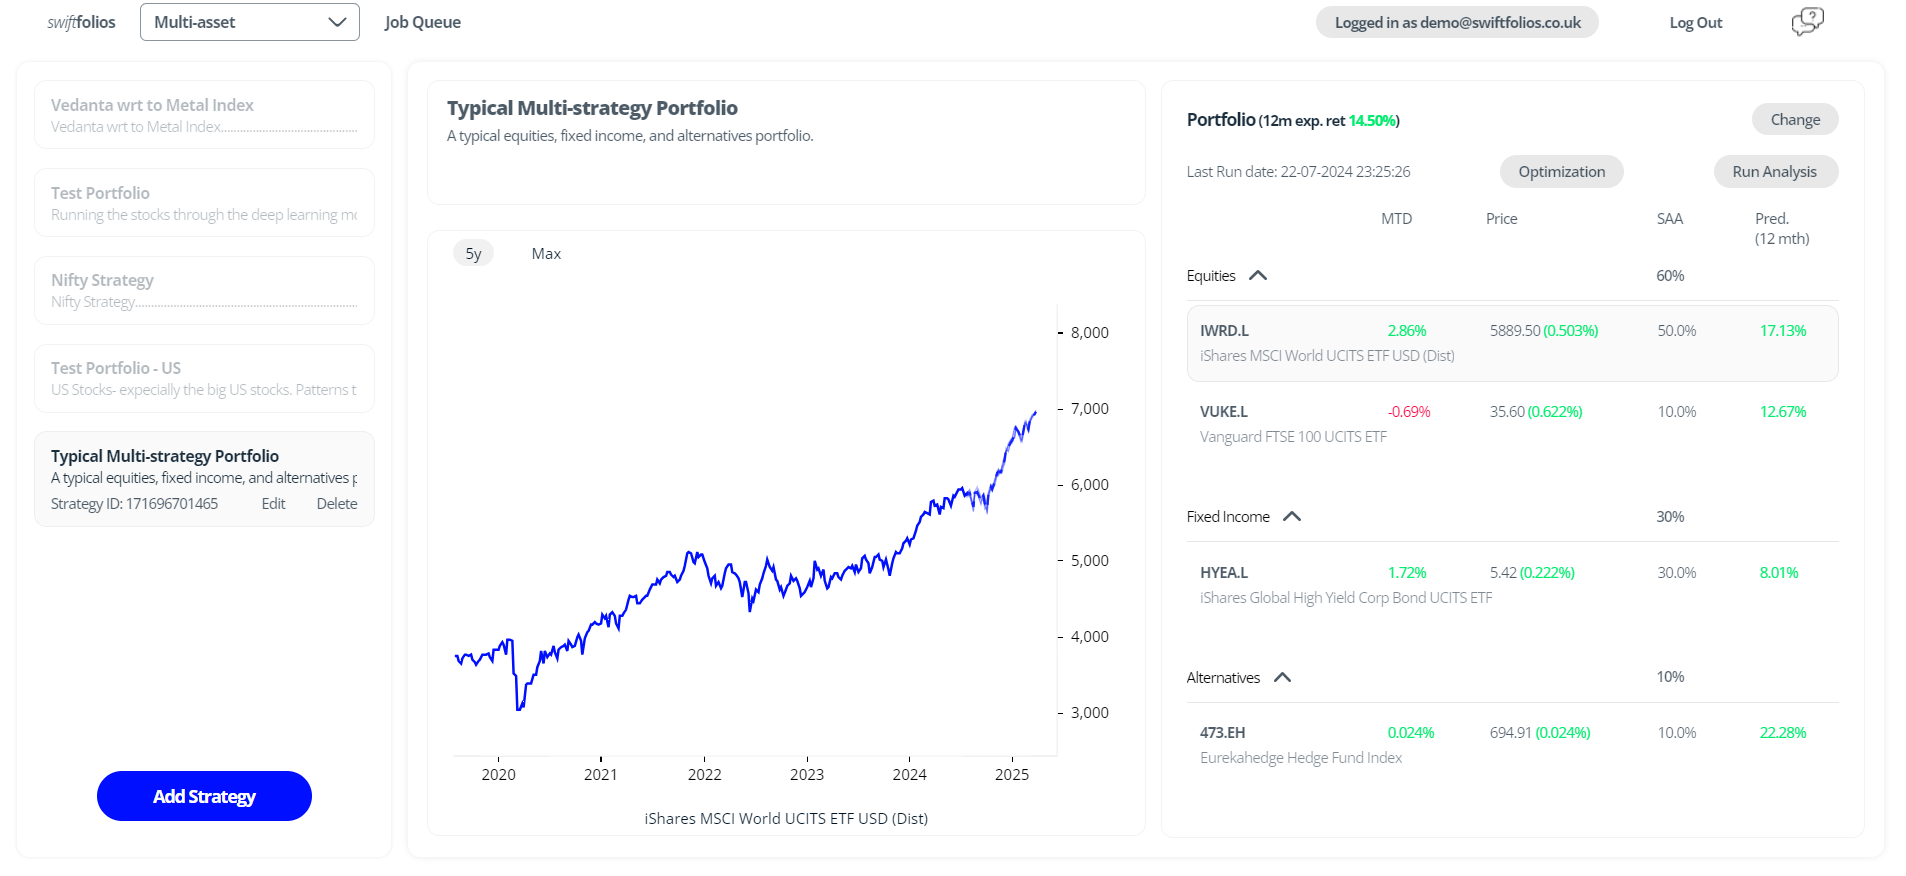 swiftfolios
Multi-asset
Job Queue
Logged in as demo@swiftfolios.co.uk
Log Out
?
Vedanta wrt to Metal Index
Vedanta wrt to Metal Index
Test Portfolio
Running the stocks through the deep learning mo
Nifty Strategy
Nifty Strategy
Test Portfolio - US
US Stocks- expecially the big US stocks. Patterns t
Typical Multi-strategy Portfolio
A typical equities, fixed income, and alternatives p
Strategy ID: 171696701465 Edit Delete
Add Strategy
Typical Multi-strategy Portfolio
A typical equities, fixed income, and alternatives portfolio.
5y Max
8,000
7,000
6,000
5,000
4,000
3,000
2020 2021 2022 2023 2024 2025
iShares MSCI World UCITS ETF USD (Dist)
Portfolio (12m exp. ret 14.50%)
Change
Last Run date: 22-07-2024 23:25:26
Optimization
Run Analysis
MTD Price SAA Pred.
(12 mth)
Equities 60%
IWRD.L 2.86% 5889.50 (0.503%) 50.0% 17.13%
iShares MSCI World UCITS ETF USD (Dist)
VUKE.L -0.69% 35.60 (0.622%) 10.0% 12.67%
Vanguard FTSE 100 UCITS ETF
Fixed Income 30%
HYEA.L 1.72% 5.42 (0.222%) 30.0% 8.01%
iShares Global High Yield Corp Bond UCITS ETF
Alternatives 10%
473.EH 0.024% 694.91 (0.024%) 10.0% 22.28%
Eurekahedge Hedge Fund Index